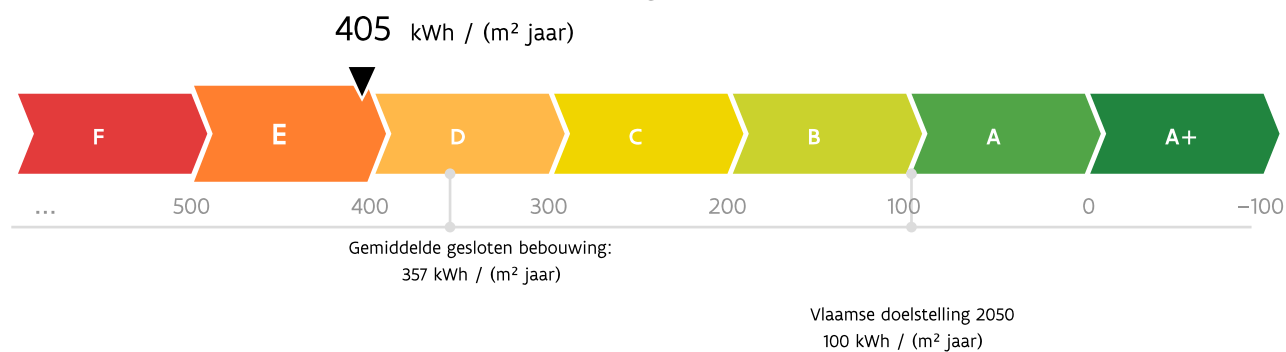 405 kWh / (m² jaar)
F E D C B A A+
... 500 400 300 200 100 0 −100
Gemiddelde gesloten bebouwing:
357 kWh / (m² jaar)
Vlaamse doelstelling 2050
100 kWh / (m² jaar)